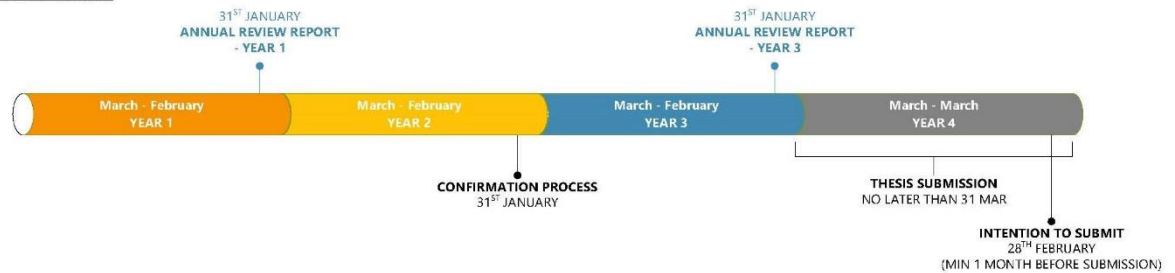 31ST JANUARY
ANNUAL REVIEW REPORT
- YEAR 1
31ST JANUARY
ANNUAL REVIEW REPORT
- YEAR 3
March - February
YEAR 1
March - February
YEAR 2
March - February
YEAR 3
March - March
YEAR 4
CONFIRMATION PROCESS
31ST JANUARY
THESIS SUBMISSION
NO LATER THAN 31 MAR
INTENTION TO SUBMIT
28TH FEBRUARY
(MIN 1 MONTH BEFORE SUBMISSION)